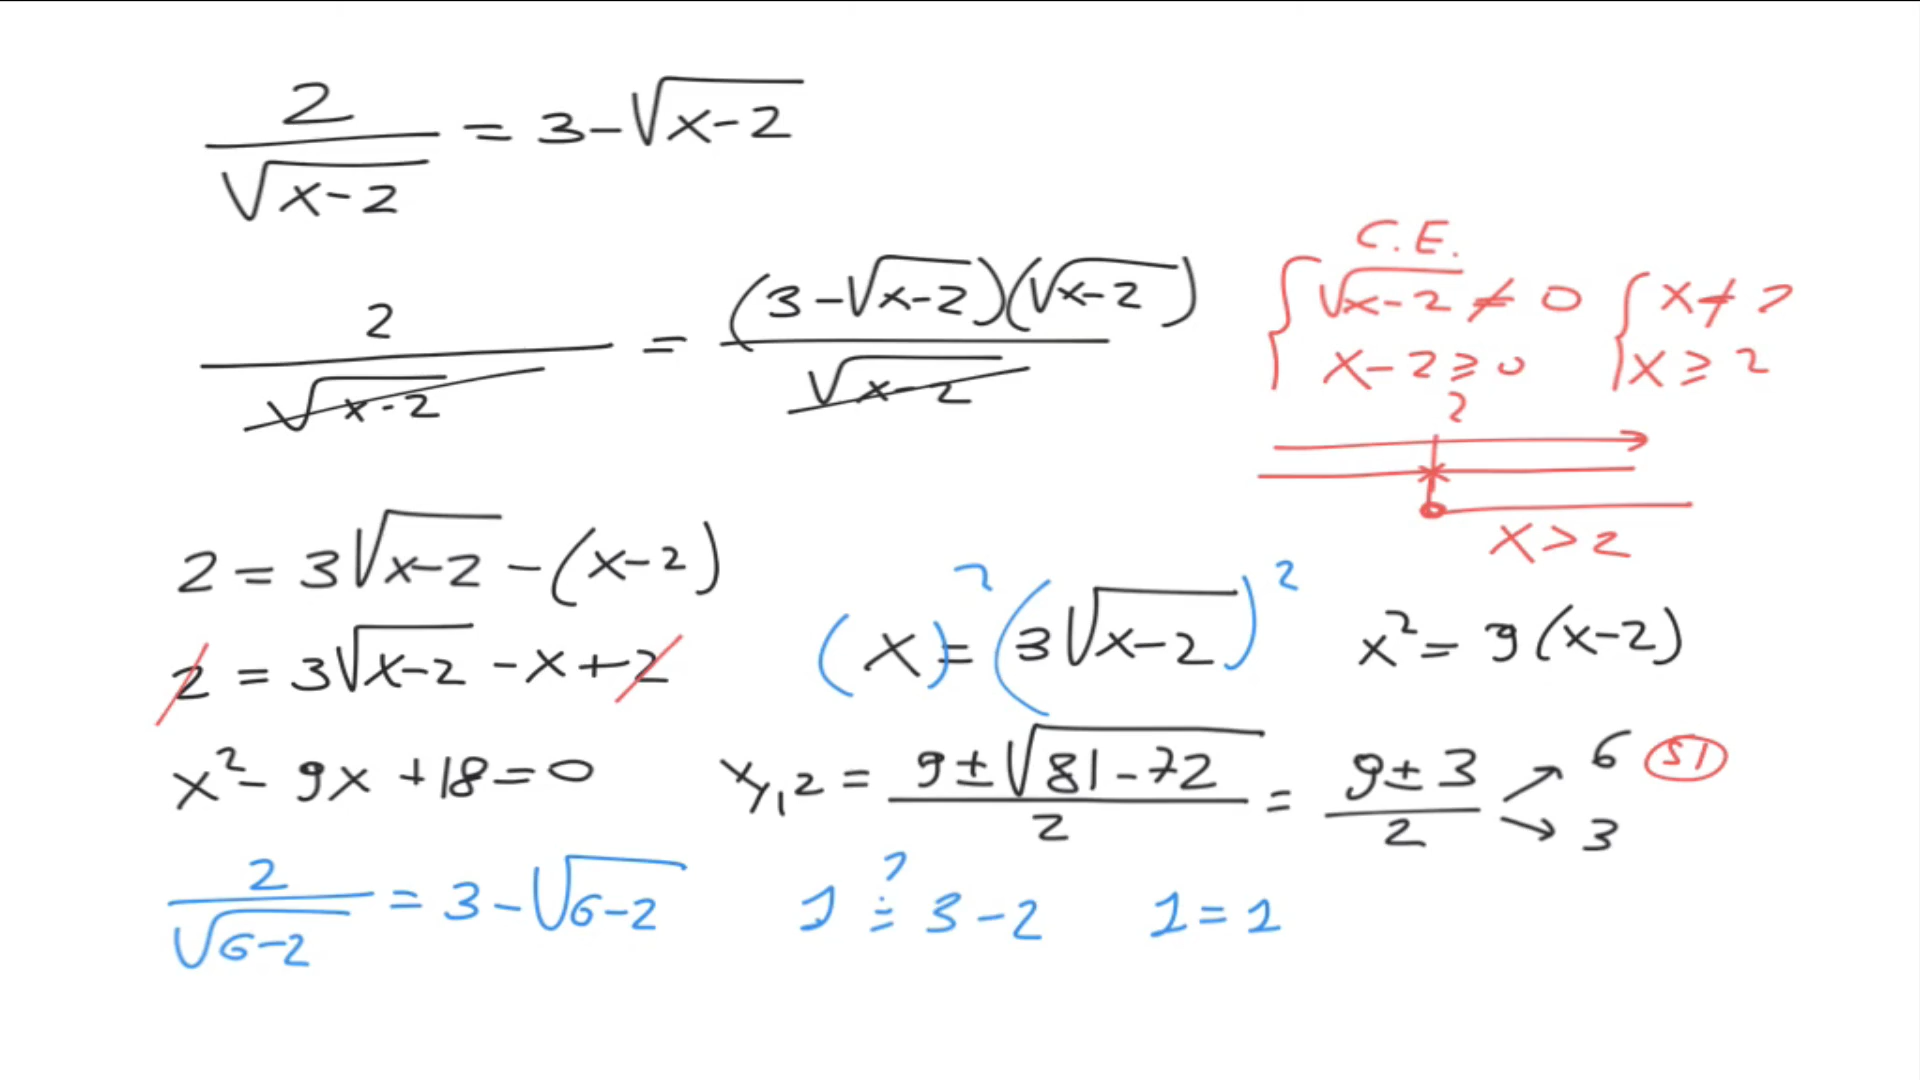 2/√(x-2) = 3-√(x-2)
2/√(x-2) = (3-√(x-2))(√(x-2))/√(x-2)
C.E.
{ √(x-2) ≠ 0 { x ≠ 2
x-2 ⩾ 0 x ⩾ 2
2
x > 2
2 = 3√(x-2) - (x-2)
2 = 3√(x-2) - x + 2
(x)² = (3√(x-2))² x² = 9(x-2)
x² - 9x + 18 = 0 x₁,₂ = (9±√(81-72))/2 = (9±3)/2 6 SI
3
2/√(6-2) = 3-√(6-2) 1 ≟ 3-2 1 = 1